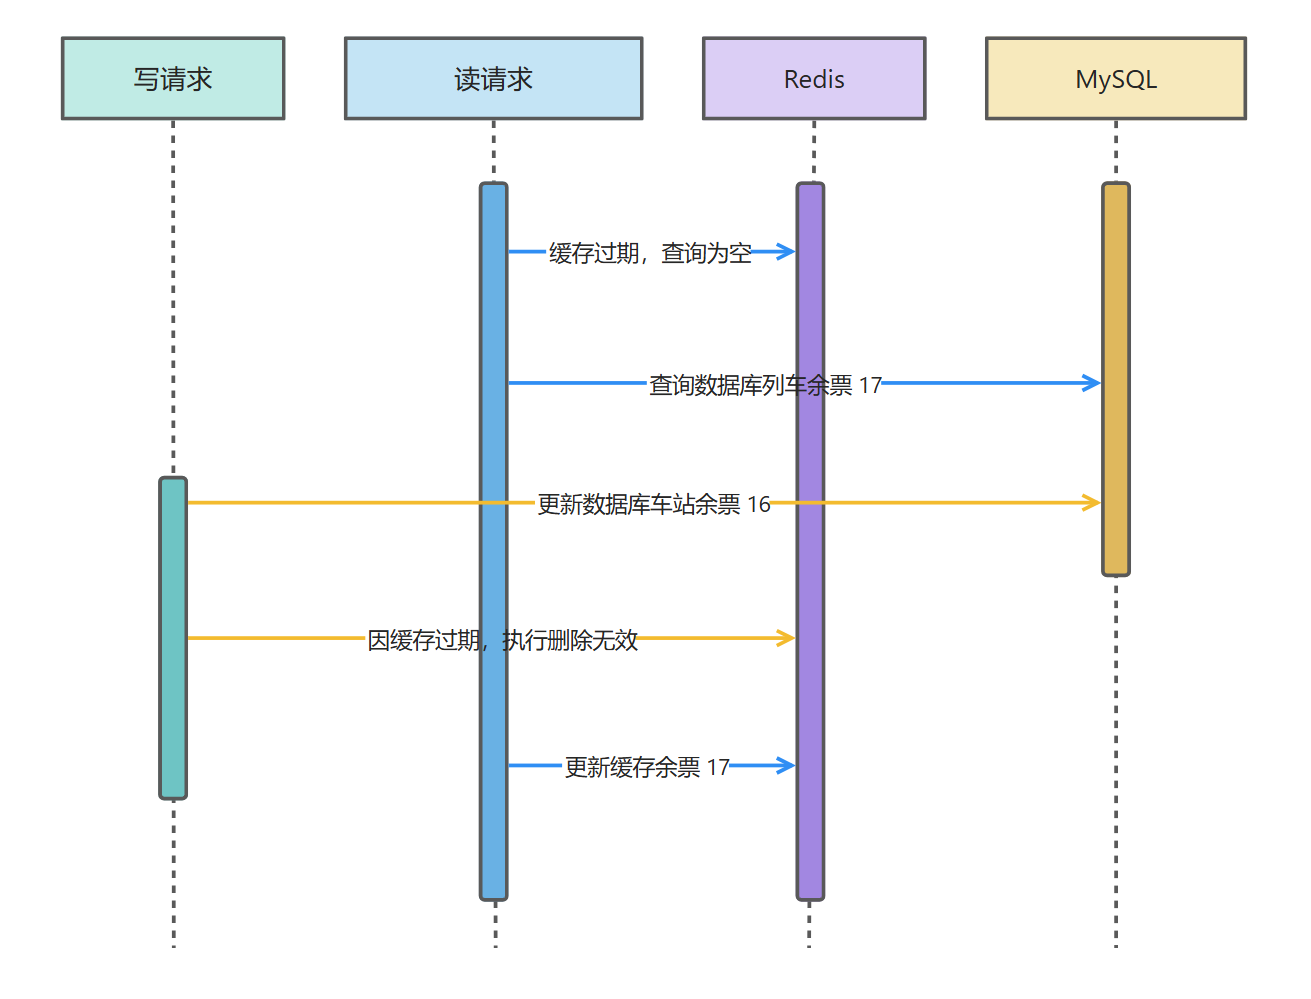 写请求
读请求
Redis
MySQL
缓存过期，查询为空
查询数据库列车余票 17
更新数据库车站余票 16
因缓存过期，执行删除无效
更新缓存余票 17